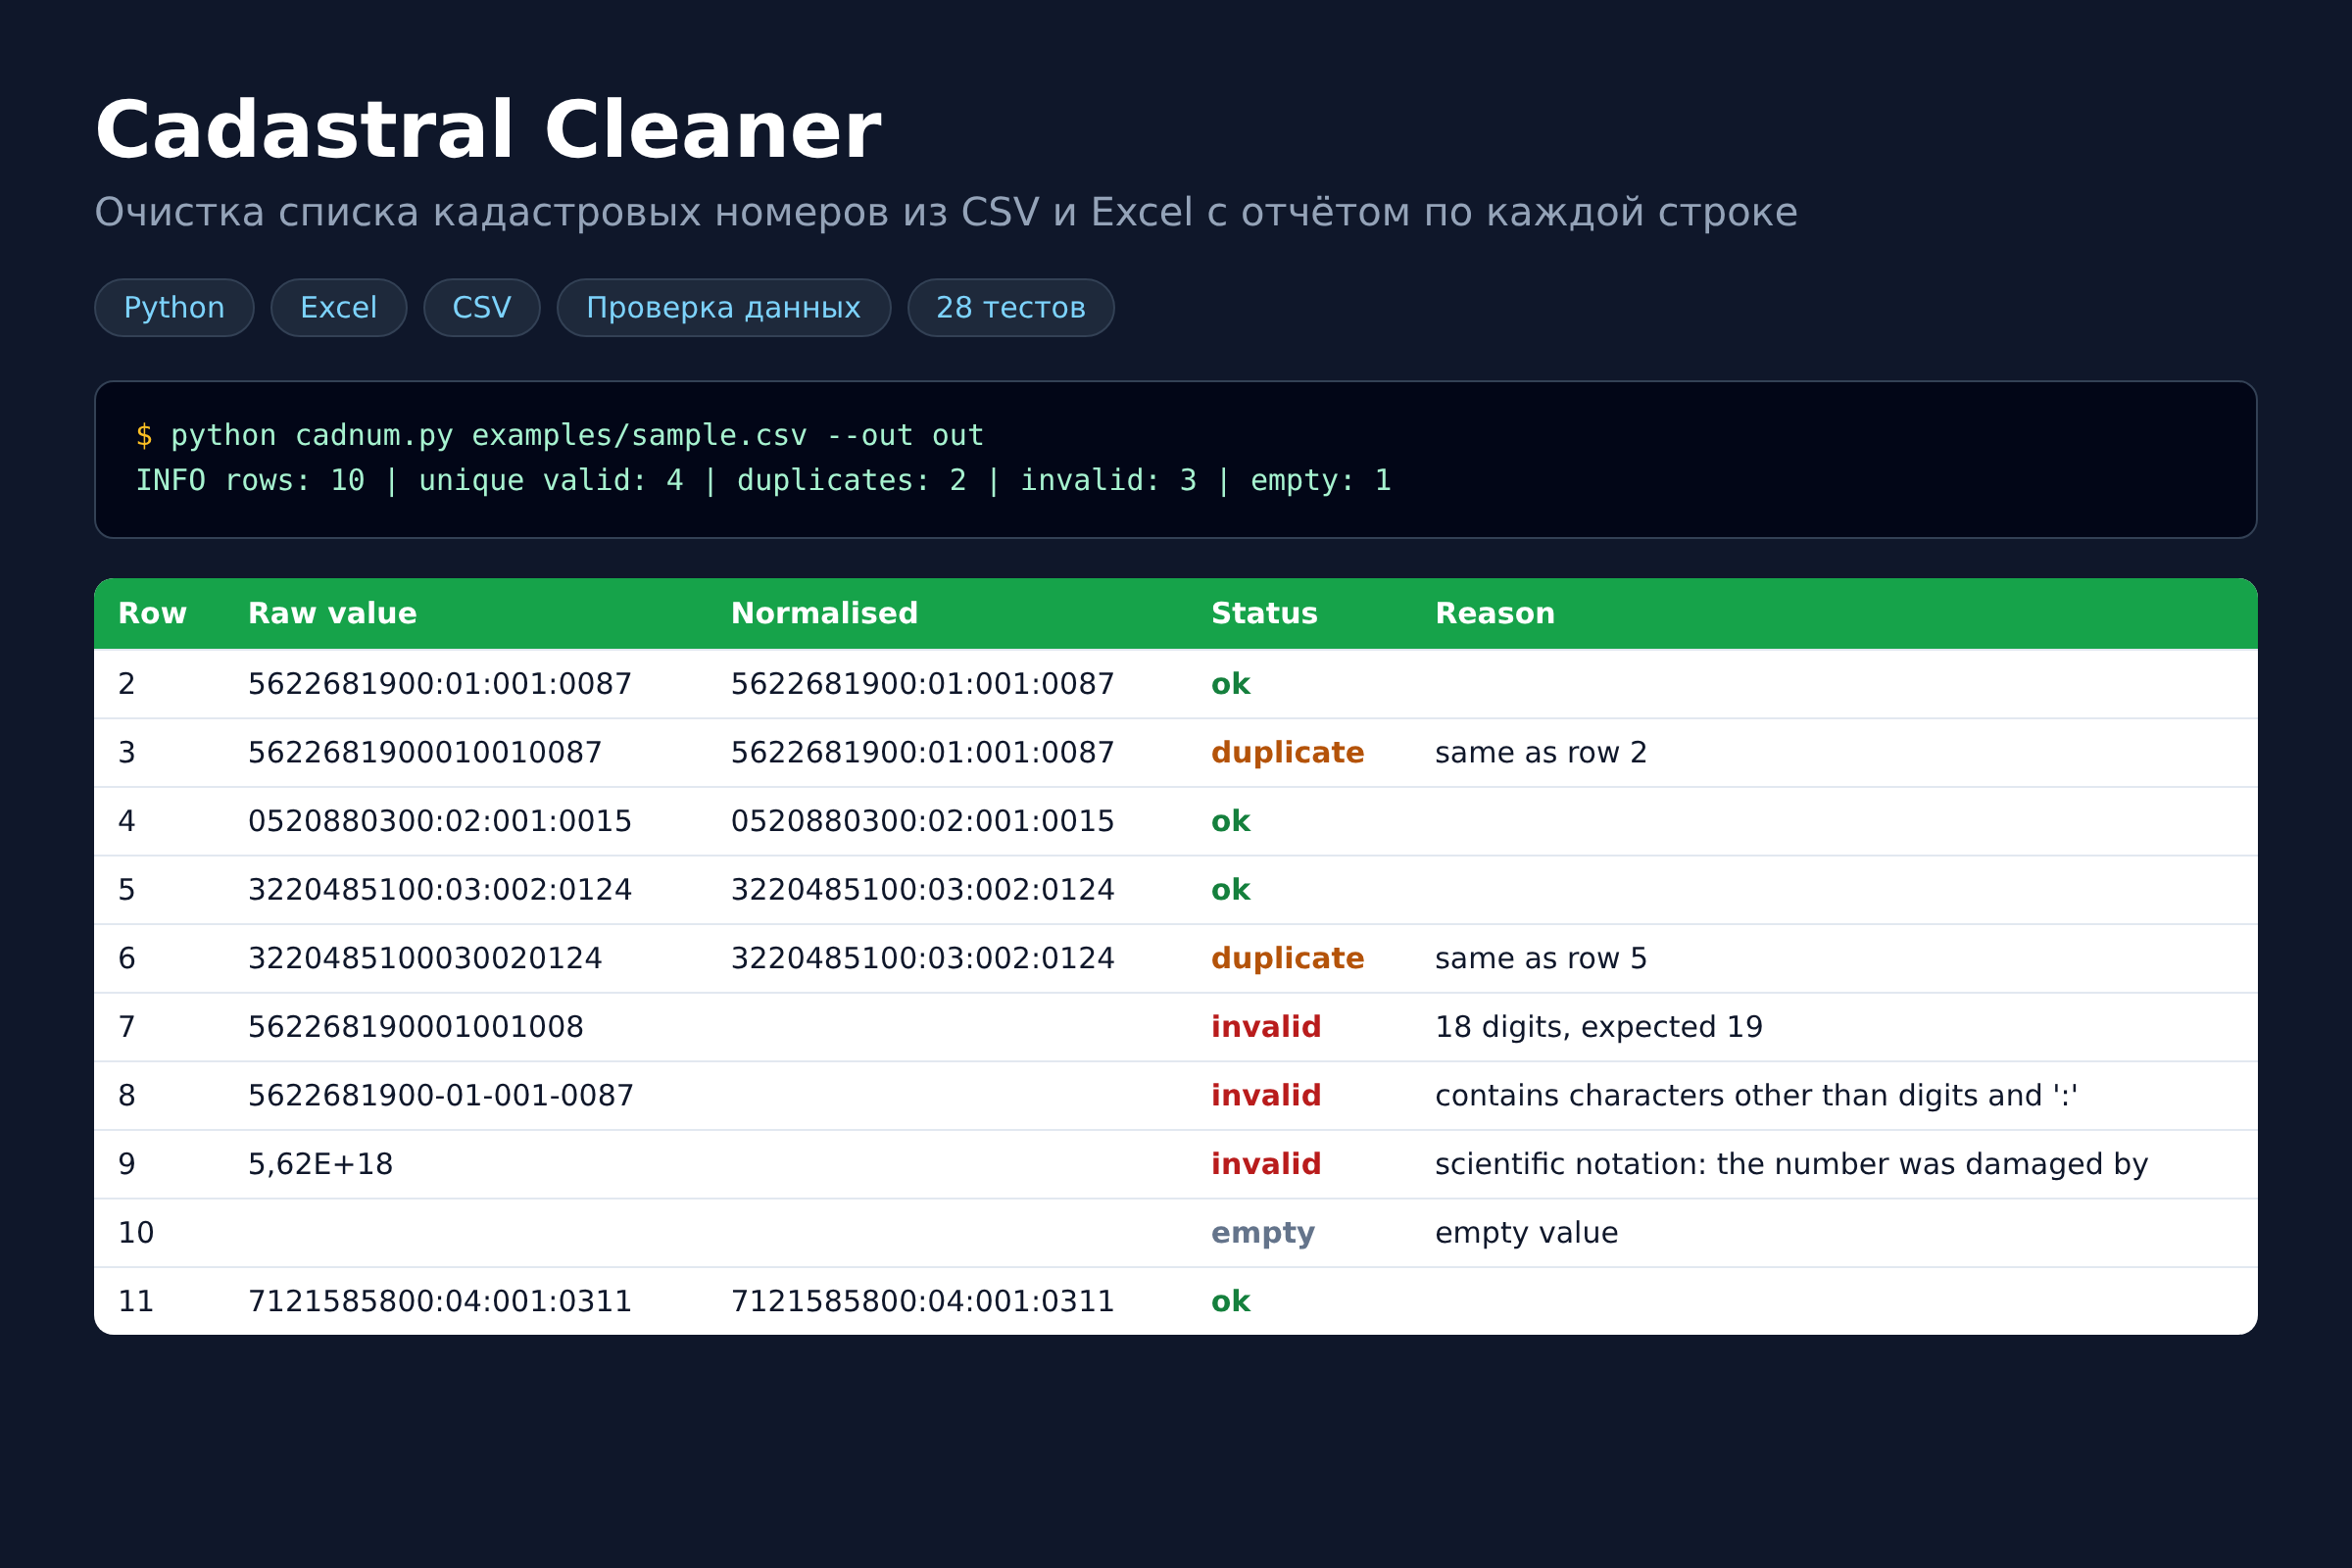 Cadastral Cleaner
Очистка списка кадастровых номеров из CSV и Excel с отчётом по каждой строке
Python Excel CSV Проверка данных 28 тестов
$ python cadnum.py examples/sample.csv --out out
INFO rows: 10 | unique valid: 4 | duplicates: 2 | invalid: 3 | empty: 1
Row Raw value Normalised Status Reason
2 5622681900:01:001:0087 5622681900:01:001:0087 ok
3 5622681900010010087 5622681900:01:001:0087 duplicate same as row 2
4 0520880300:02:001:0015 0520880300:02:001:0015 ok
5 3220485100:03:002:0124 3220485100:03:002:0124 ok
6 3220485100030020124 3220485100:03:002:0124 duplicate same as row 5
7 562268190001001008 invalid 18 digits, expected 19
8 5622681900-01-001-0087 invalid contains characters other than digits and ':'
9 5,62E+18 invalid scientific notation: the number was damaged by
10 empty empty value
11 7121585800:04:001:0311 7121585800:04:001:0311 ok